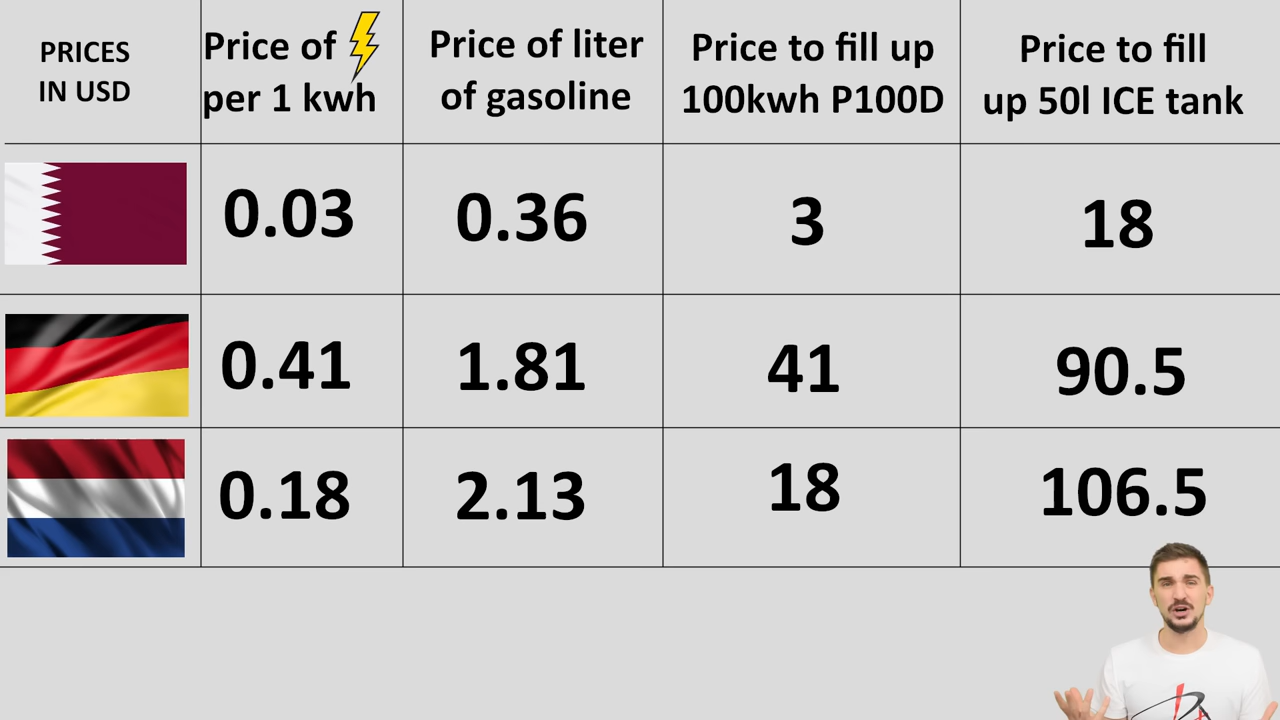 PRICES
IN USD
Price of
per 1 kwh
Price of liter
of gasoline
Price to fill up
100kwh P100D
Price to fill
up 50l ICE tank
0.03
0.36
3
18
0.41
1.81
41
90.5
0.18
2.13
18
106.5